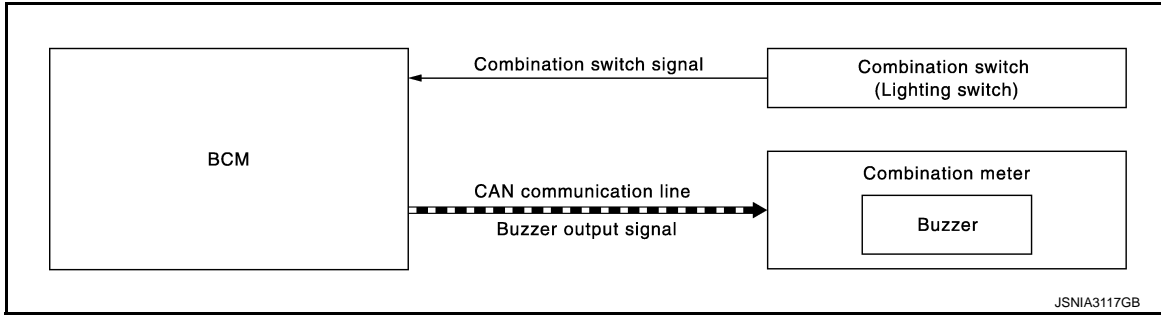 Combination switch signal
Combination switch
(Lighting switch)
BCM
Combination meter
CAN communication line
Buzzer output signal
Buzzer
JSNIA3117GB